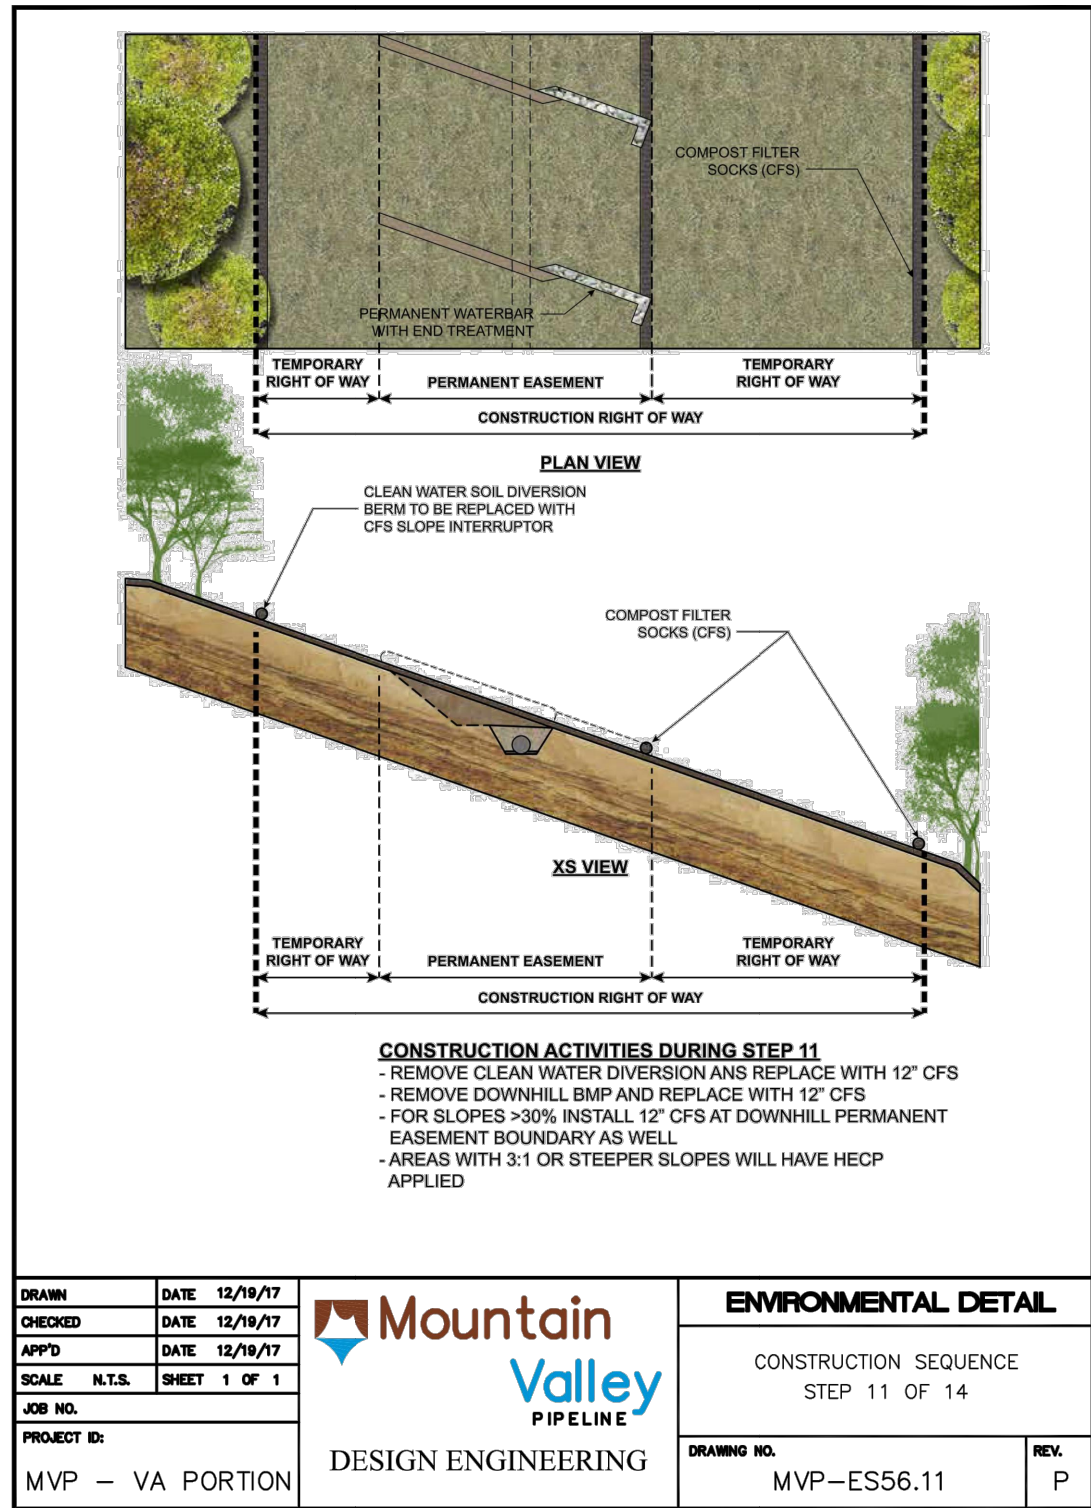 COMPOST FILTER
SOCKS (CFS)
PERMANENT WATERBAR
WITH END TREATMENT
TEMPORARY
RIGHT OF WAY
PERMANENT EASEMENT
TEMPORARY
RIGHT OF WAY
CONSTRUCTION RIGHT OF WAY
PLAN VIEW
CLEAN WATER SOIL DIVERSION
BERM TO BE REPLACED WITH
CFS SLOPE INTERRUPTOR
COMPOST FILTER
SOCKS (CFS)
XS VIEW
TEMPORARY
RIGHT OF WAY
PERMANENT EASEMENT
TEMPORARY
RIGHT OF WAY
CONSTRUCTION RIGHT OF WAY
CONSTRUCTION ACTIVITIES DURING STEP 11
- REMOVE CLEAN WATER DIVERSION ANS REPLACE WITH 12" CFS
- REMOVE DOWNHILL BMP AND REPLACE WITH 12" CFS
- FOR SLOPES >30% INSTALL 12" CFS AT DOWNHILL PERMANENT
EASEMENT BOUNDARY AS WELL
- AREAS WITH 3:1 OR STEEPER SLOPES WILL HAVE HECP
APPLIED
DRAWN DATE 12/19/17
CHECKED DATE 12/19/17
APP'D DATE 12/19/17
SCALE N.T.S. SHEET 1 OF 1
JOB NO.
PROJECT ID:
MVP - VA PORTION
Mountain
Valley
PIPELINE
DESIGN ENGINEERING
ENVIRONMENTAL DETAIL
CONSTRUCTION SEQUENCE
STEP 11 OF 14
DRAWING NO.
MVP-ES56.11
REV.
P